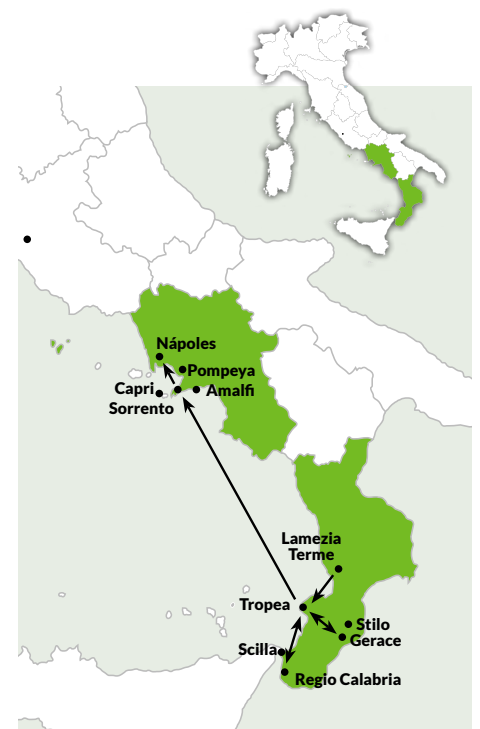 Nápoles
Pompeya
Capri
Amalfi
Sorrento
Lamezia
Terme
Tropea
Stilo
Gerace
Scilla
Regio Calabria